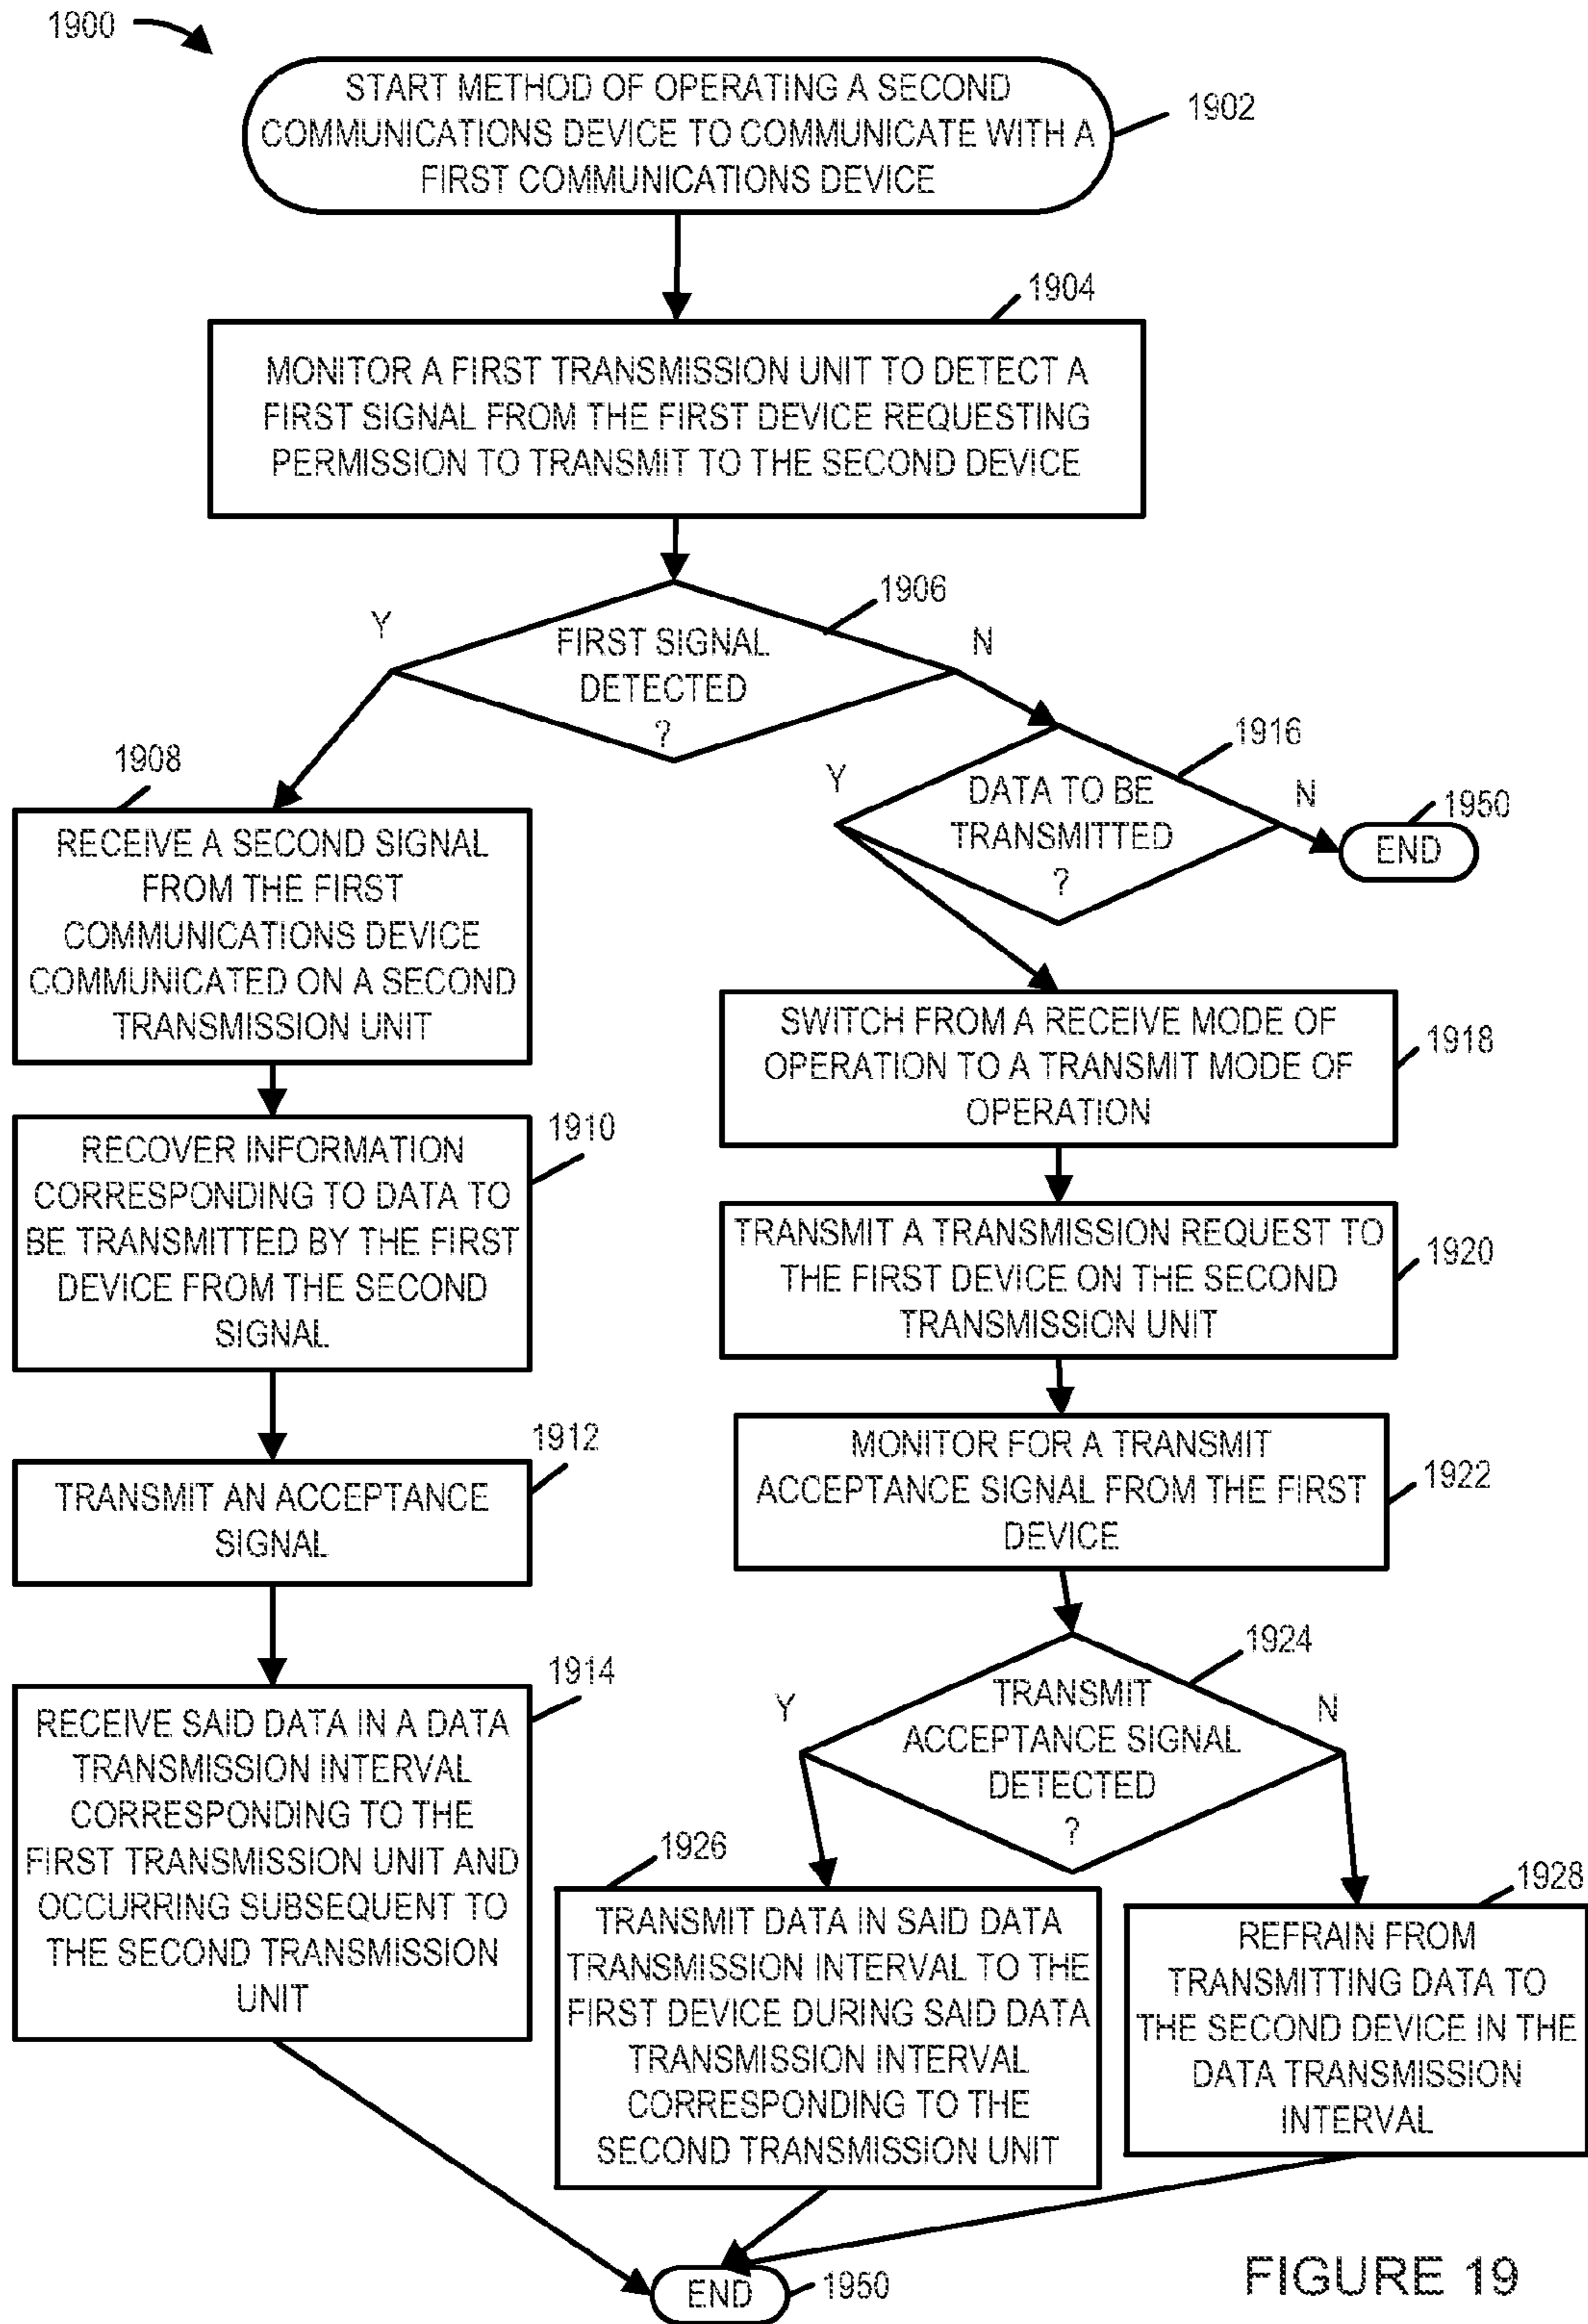 1900
START METHOD OF OPERATING A SECOND
COMMUNICATIONS DEVICE TO COMMUNICATE WITH A
FIRST COMMUNICATIONS DEVICE
1902
1904
MONITOR A FIRST TRANSMISSION UNIT TO DETECT A
FIRST SIGNAL FROM THE FIRST DEVICE REQUESTING
PERMISSION TO TRANSMIT TO THE SECOND DEVICE
1906
Y
FIRST SIGNAL
DETECTED
?
N
1908
RECEIVE A SECOND SIGNAL
FROM THE FIRST
COMMUNICATIONS DEVICE
COMMUNICATED ON A SECOND
TRANSMISSION UNIT
1910
RECOVER INFORMATION
CORRESPONDING TO DATA TO
BE TRANSMITTED BY THE FIRST
DEVICE FROM THE SECOND
SIGNAL
1912
TRANSMIT AN ACCEPTANCE
SIGNAL
1914
RECEIVE SAID DATA IN A DATA
TRANSMISSION INTERVAL
CORRESPONDING TO THE
FIRST TRANSMISSION UNIT AND
OCCURRING SUBSEQUENT TO
THE SECOND TRANSMISSION
UNIT
1916
Y
DATA TO BE
TRANSMITTED
?
N
1950
END
SWITCH FROM A RECEIVE MODE OF
OPERATION TO A TRANSMIT MODE OF
OPERATION
1918
TRANSMIT A TRANSMISSION REQUEST TO
THE FIRST DEVICE ON THE SECOND
TRANSMISSION UNIT
1920
MONITOR FOR A TRANSMIT
ACCEPTANCE SIGNAL FROM THE FIRST
DEVICE
1922
1924
Y
TRANSMIT
ACCEPTANCE SIGNAL
DETECTED
?
N
1926
TRANSMIT DATA IN SAID DATA
TRANSMISSION INTERVAL TO THE
FIRST DEVICE DURING SAID DATA
TRANSMISSION INTERVAL
CORRESPONDING TO THE
SECOND TRANSMISSION UNIT
1928
REFRAIN FROM
TRANSMITTING DATA TO
THE SECOND DEVICE IN THE
DATA TRANSMISSION
INTERVAL
END
1950
FIGURE 19